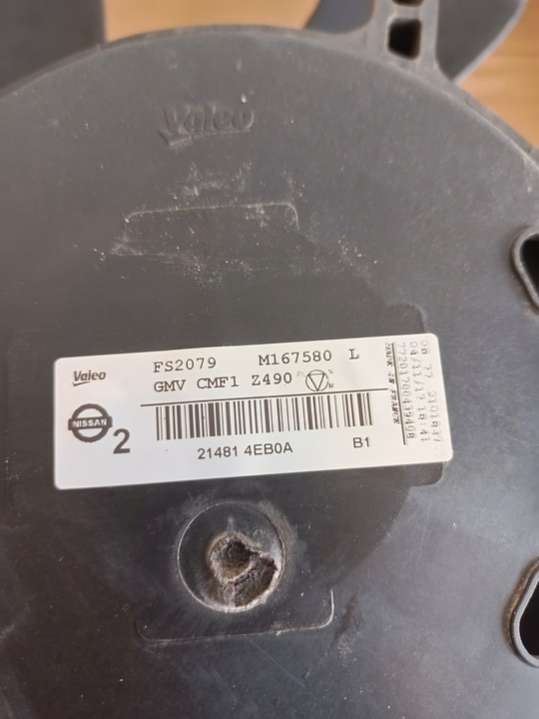 Valeo
FS2079 M167580 L
Valeo
GMV CMF1 Z490
NISSAN
2
21481 4EB0A B1
MADE IN FRANCE